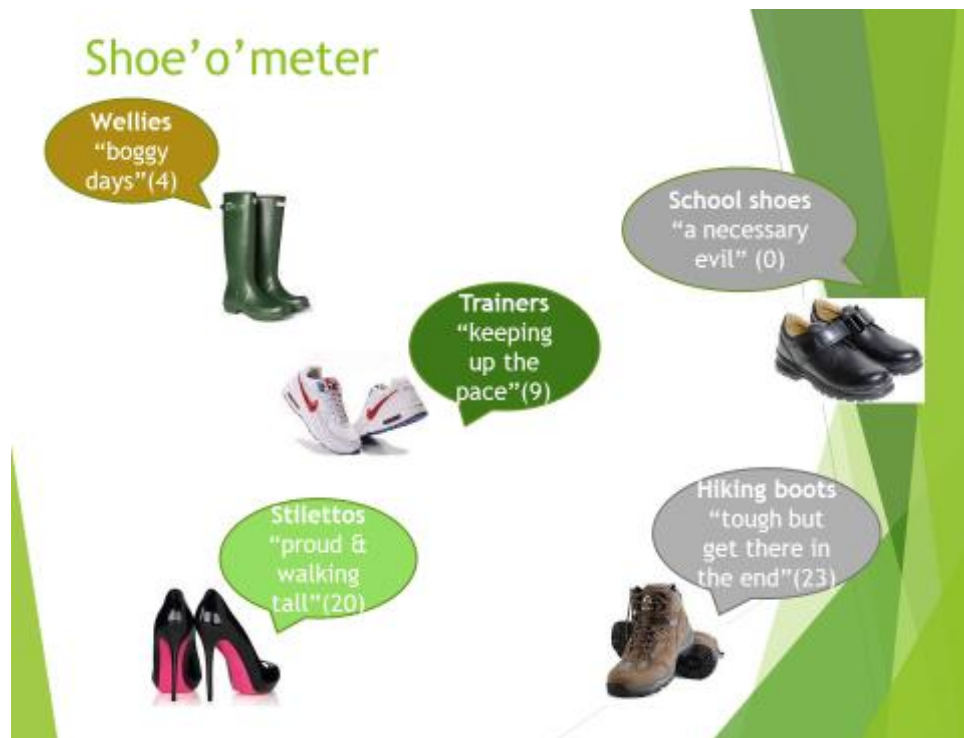 Shoe’o’meter
Wellies
“boggy
days”(4)
School shoes
“a necessary
evil” (0)
Trainers
“keeping
up the
pace”(9)
Stilettos
“proud &
walking
tall”(20)
Hiking boots
“tough but
get there in
the end”(23)